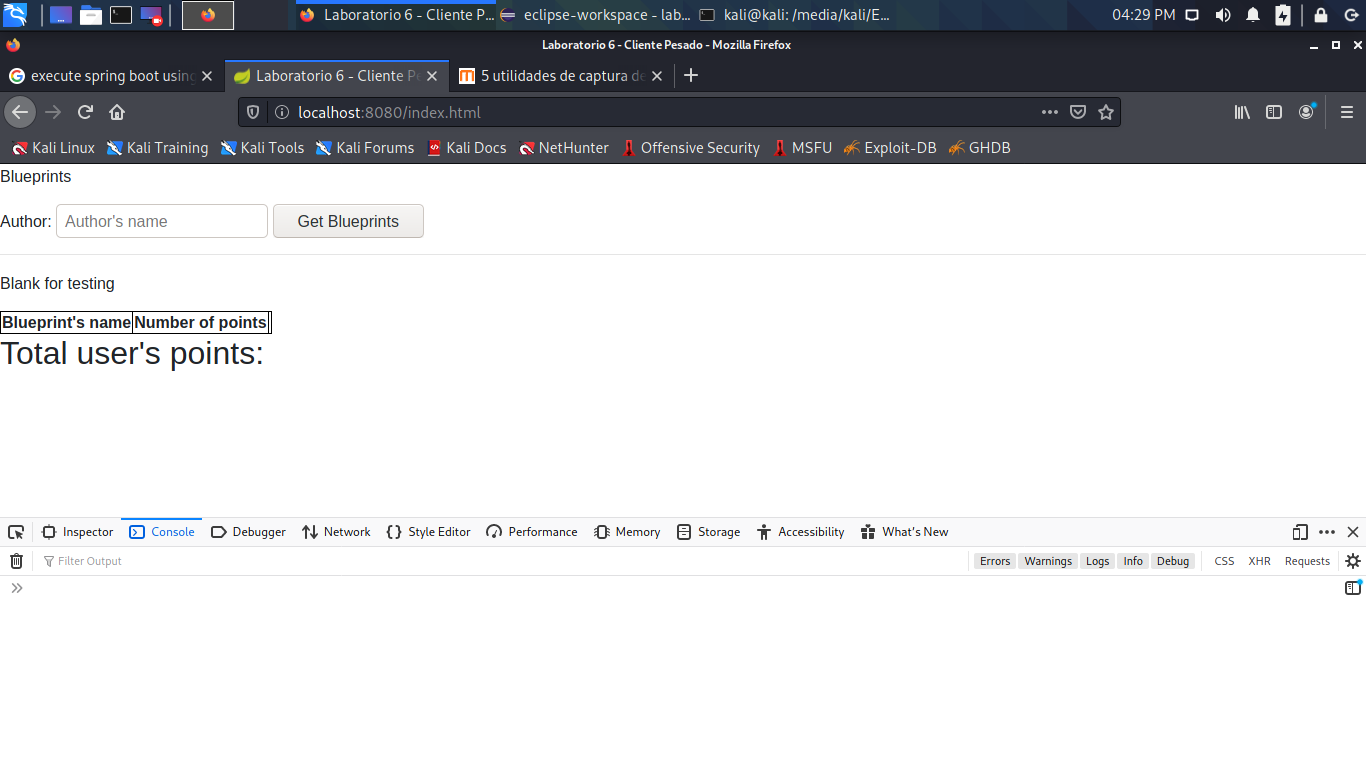 Laboratorio 6 - Cliente P... eclipse-workspace - lab... kali@kali: /media/kali/E... 04:29 PM
Laboratorio 6 - Cliente Pesado - Mozilla Firefox
execute spring boot using Laboratorio 6 - Cliente Pe 5 utilidades de captura de
localhost:8080/index.html
Kali Linux Kali Training Kali Tools Kali Forums Kali Docs NetHunter Offensive Security MSFU Exploit-DB GHDB
Blueprints
Author: Author's name Get Blueprints
Blank for testing
Blueprint's name Number of points
Total user's points:
Inspector Console Debugger Network Style Editor Performance Memory Storage Accessibility What's New
Filter Output Errors Warnings Logs Info Debug CSS XHR Requests